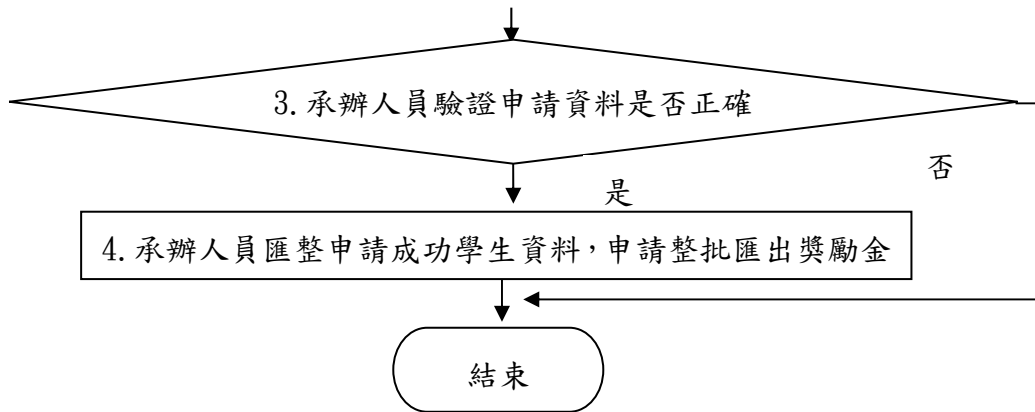 3.承辦人員驗證申請資料是否正確
否
是
4.承辦人員匯整申請成功學生資料，申請整批匯出獎勵金
結束